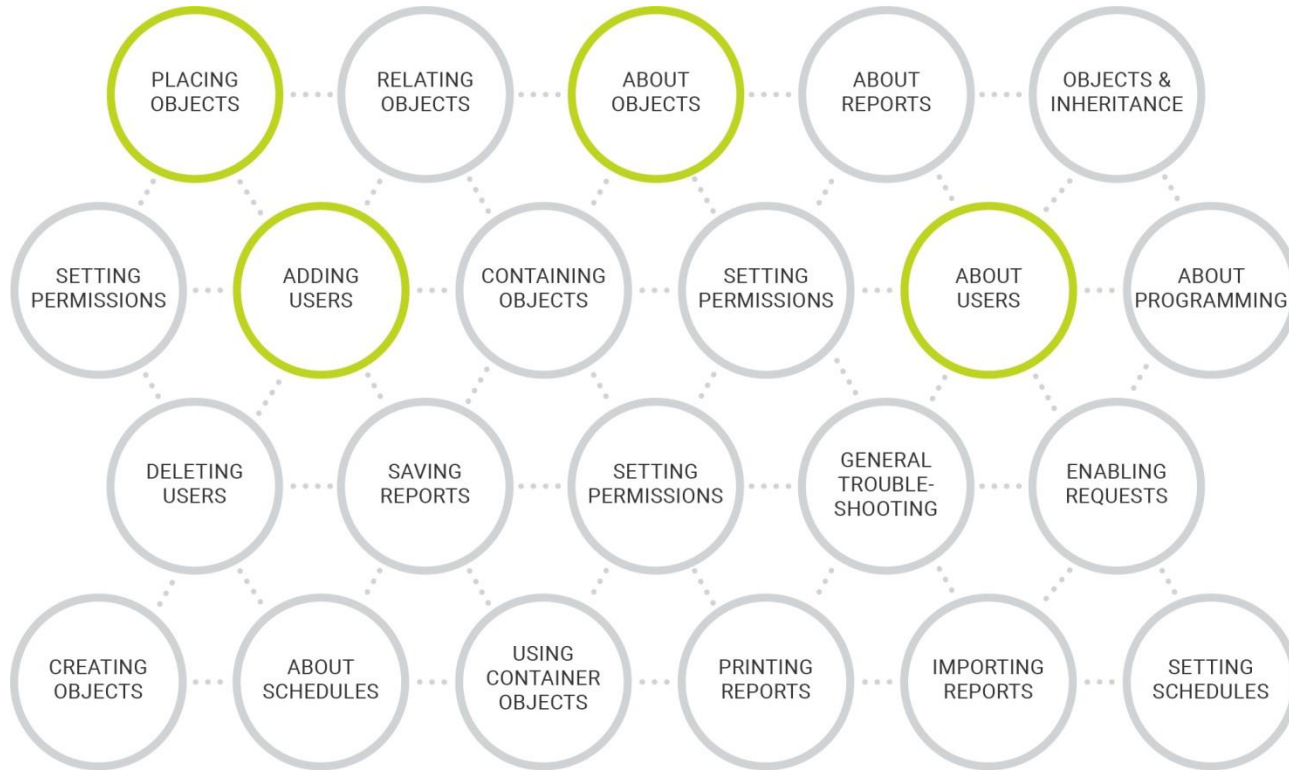 PLACING
OBJECTS
RELATING
OBJECTS
ABOUT
OBJECTS
ABOUT
REPORTS
OBJECTS &
INHERITANCE
SETTING
PERMISSIONS
ADDING
USERS
CONTAINING
OBJECTS
SETTING
PERMISSIONS
ABOUT
USERS
ABOUT
PROGRAMMING
DELETING
USERS
SAVING
REPORTS
SETTING
PERMISSIONS
GENERAL
TROUBLE-
SHOOTING
ENABLING
REQUESTS
CREATING
OBJECTS
ABOUT
SCHEDULES
USING
CONTAINER
OBJECTS
PRINTING
REPORTS
IMPORTING
REPORTS
SETTING
SCHEDULES